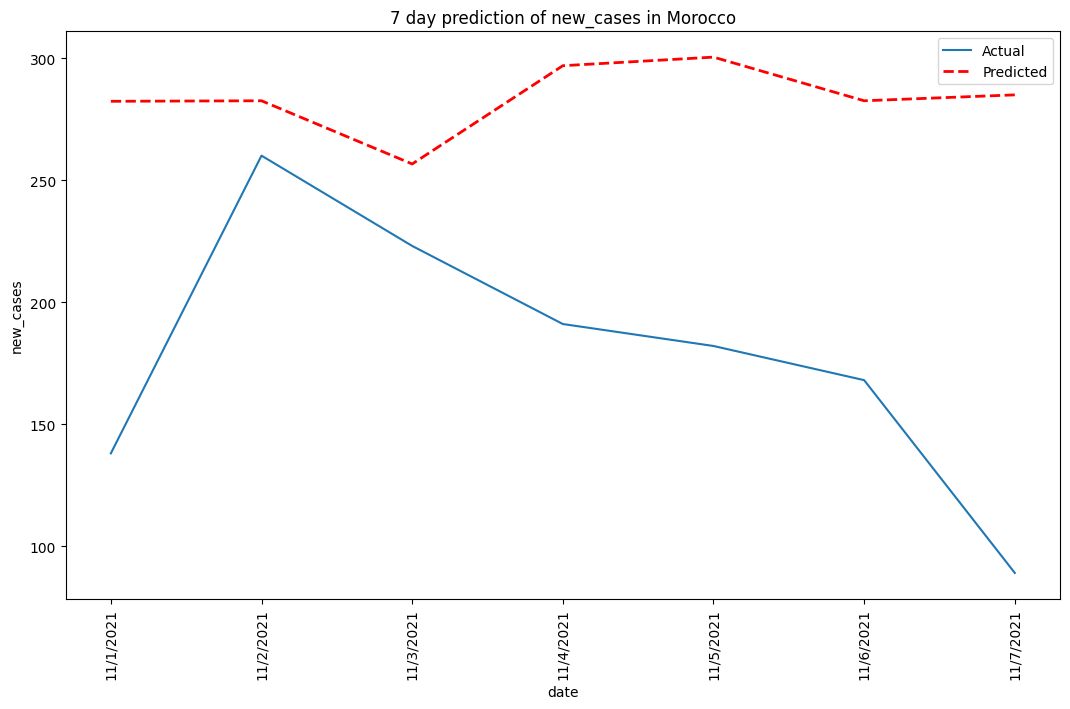 7 day prediction of new_cases in Morocco
Actual
Predicted
300
250
200
150
100
new_cases
11/1/2021
11/2/2021
11/3/2021
11/4/2021
11/5/2021
11/6/2021
11/7/2021
date